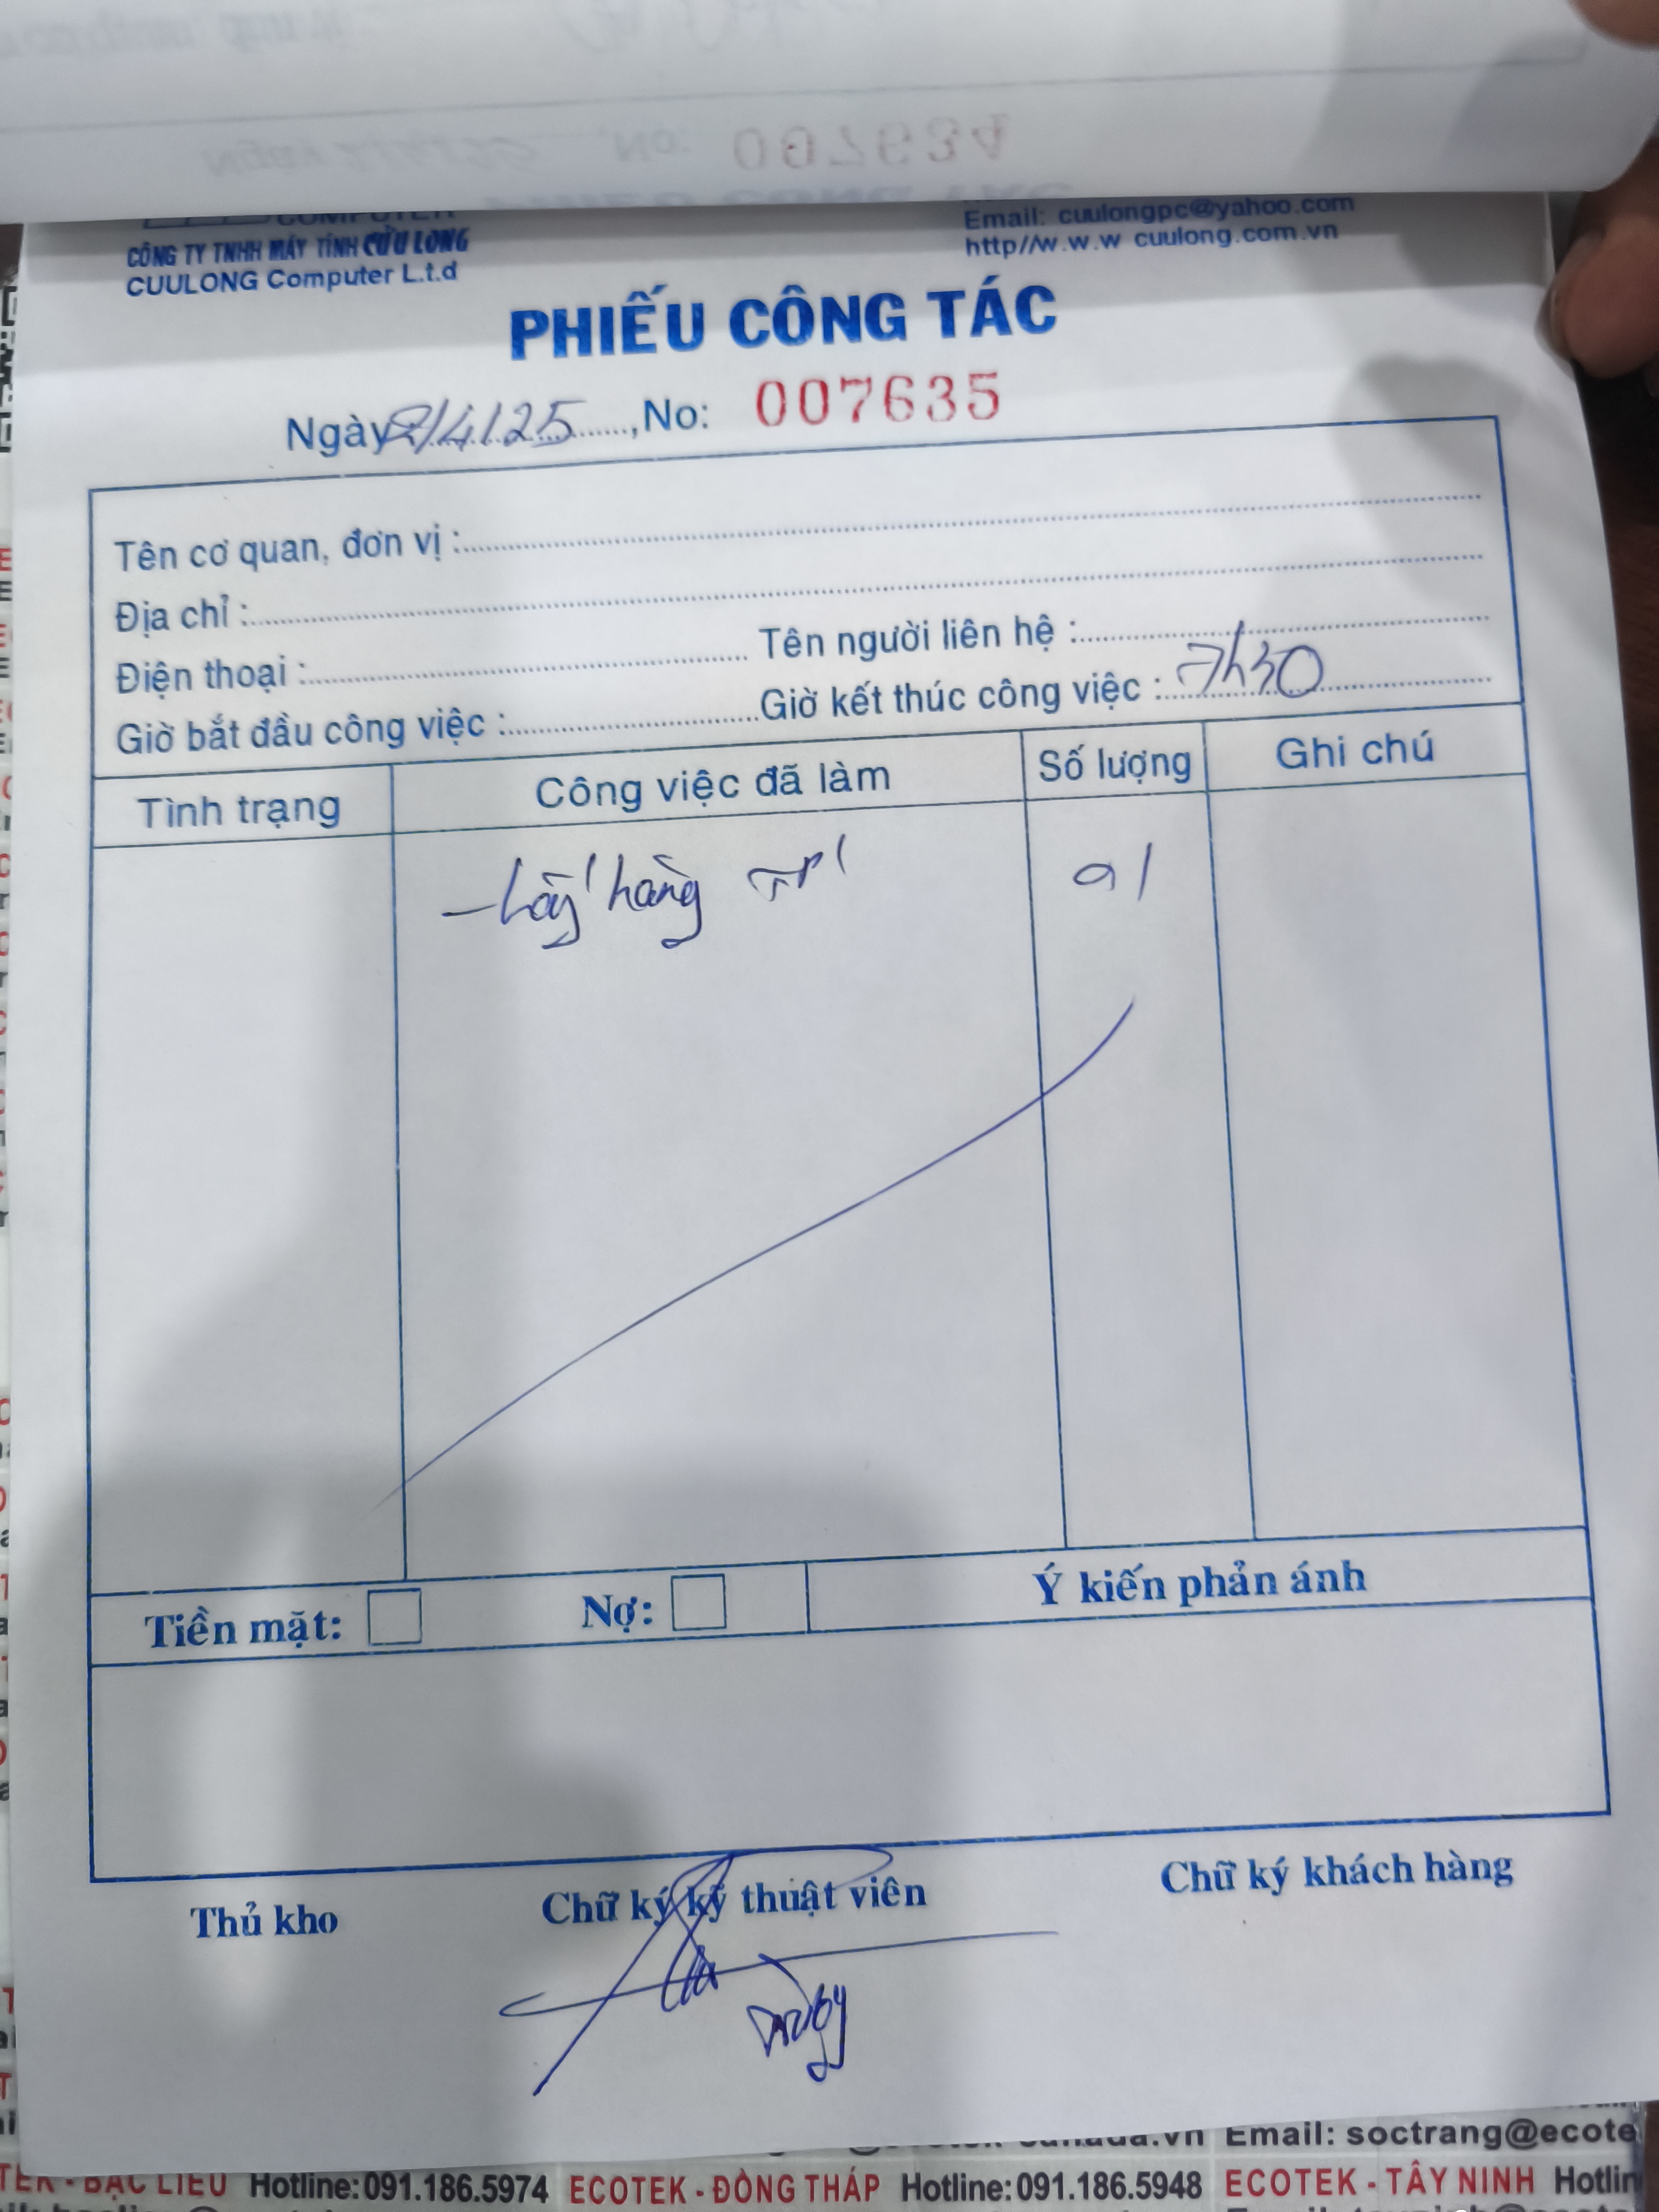 COMPUTER
CÔNG TY TNHH MÁY TÍNH CỬU LONG
CUULONG Computer L.t.d
Email: cuulongpc@yahoo.com
http//w.w.w cuulong.com.vn
PHIẾU CÔNG TÁC
Ngày: 2/4/25, No: 007635
Tên cơ quan, đơn vị :
Địa chỉ :
Điện thoại : Tên người liên hệ :
Giờ bắt đầu công việc : Giờ kết thúc công việc : 7h30
Tình trạng Công việc đã làm Số lượng Ghi chú
- Lấy hàng 01
Tiền mặt: Nợ: Ý kiến phản ánh
Thủ kho Chữ ký kỹ thuật viên Chữ ký khách hàng
Email: soctrang@ecote
TEK - BẠC LIÊU Hotline:091.186.5974 ECOTEK - ĐỒNG THÁP Hotline:091.186.5948 ECOTEK - TÂY NINH Hotlin